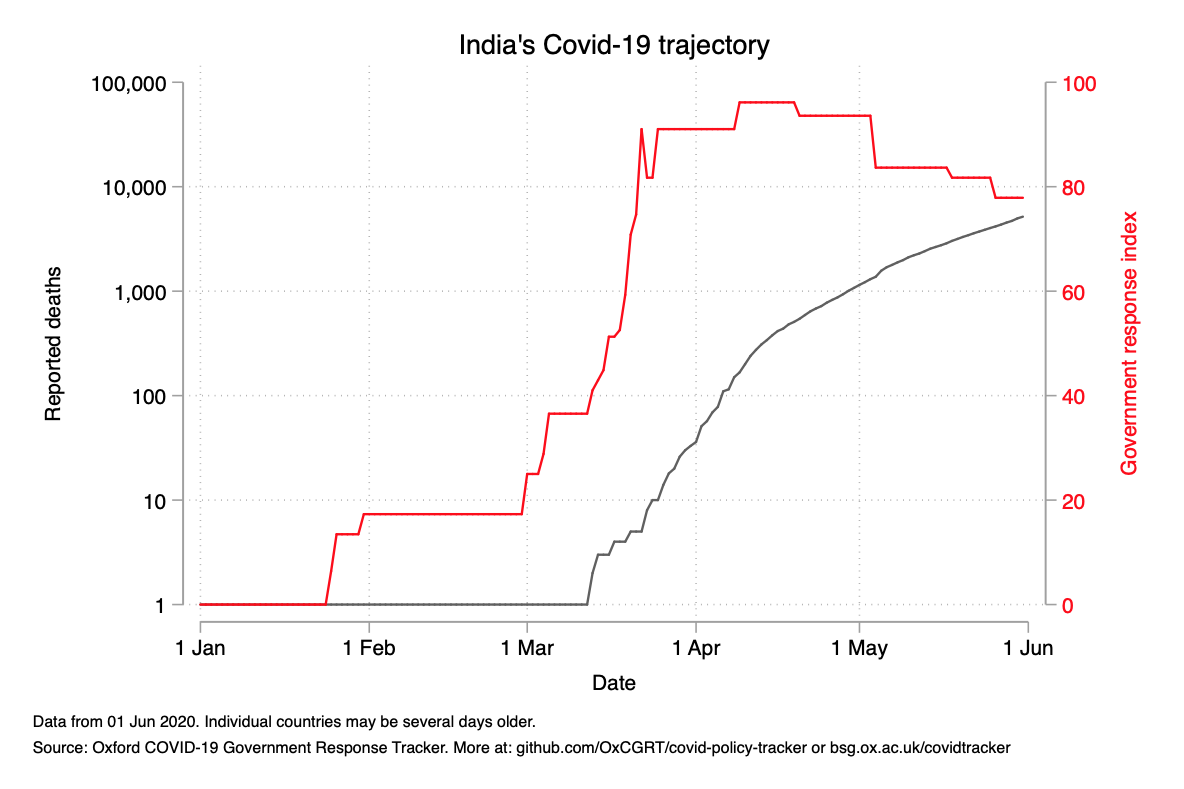 India's Covid-19 trajectory
100,000
10,000
1,000
100
10
1
Reported deaths
100
80
60
40
20
0
Government response index
1 Jan
1 Feb
1 Mar
1 Apr
1 May
1 Jun
Date
Data from 01 Jun 2020. Individual countries may be several days older.
Source: Oxford COVID-19 Government Response Tracker. More at: github.com/OxCGRT/covid-policy-tracker or bsg.ox.ac.uk/covidtracker